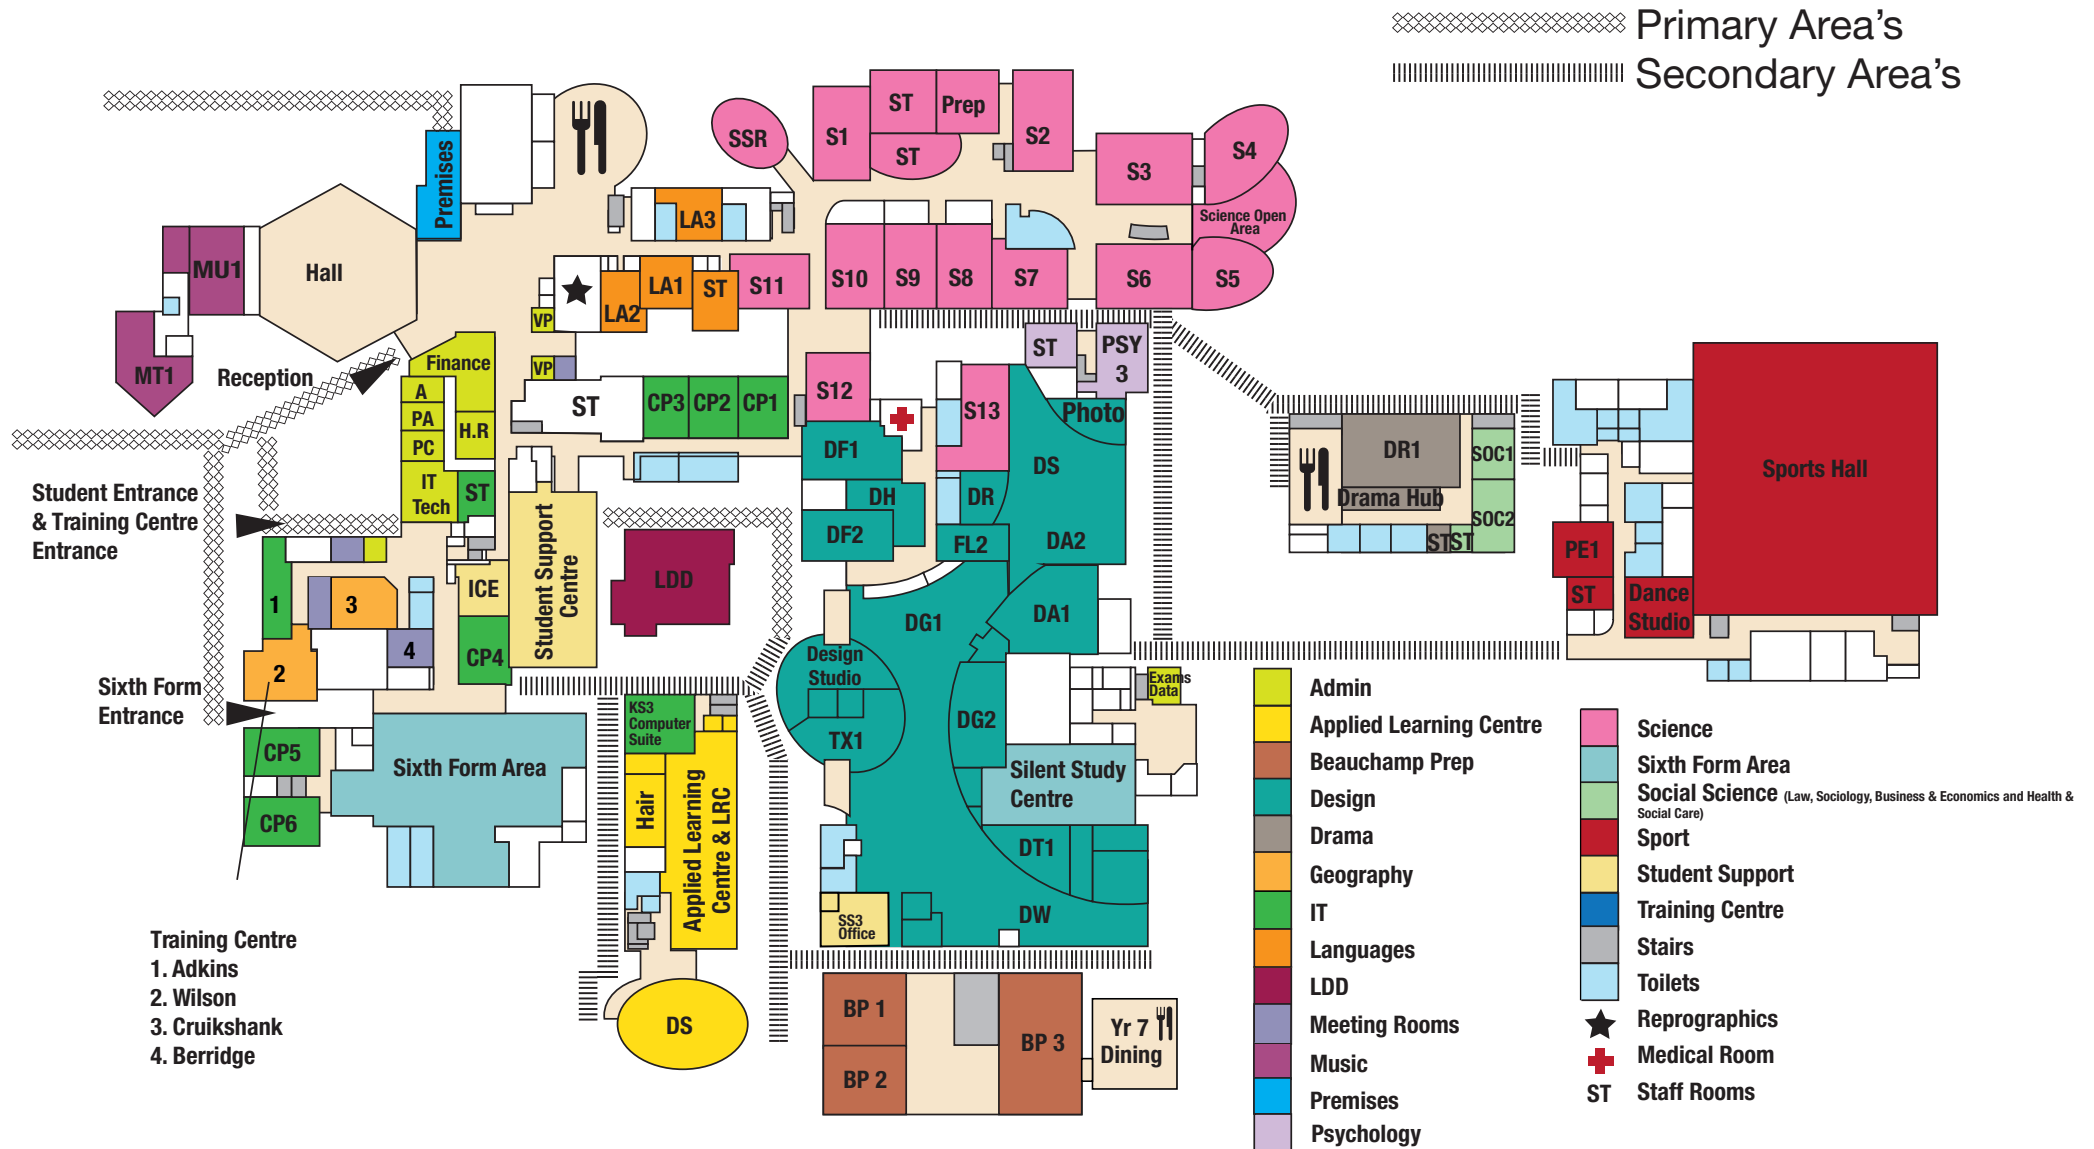 Primary Area's
Secondary Area's
Premises
SSR
S1
ST
Prep
ST
S2
S3
S4
Science Open
Area
S5
S6
S7
S8
S9
S10
S11
LA3
LA1
LA2
ST
VP
VP
MU1
MT1
Hall
Reception
Finance
A
PA
PC
H.R
IT
Tech
ST
ST
CP3
CP2
CP1
S12
S13
ST
PSY
3
Photo
DF1
DH
DF2
DR
FL2
DS
DA2
DA1
DG1
DG2
Design
Studio
TX1
Exams
Data
Silent Study
Centre
DT1
DW
SS3
Office
DR1
Drama Hub
SOC1
SOC2
ST
ST
Sports Hall
PE1
ST
Dance
Studio
Student Entrance
& Training Centre
Entrance
1
2
3
4
ICE
CP4
Student Support
Centre
LDD
Sixth Form
Entrance
CP5
CP6
Sixth Form Area
KS3
Computer
Suite
Hair
Applied Learning
Centre & LRC
DS
BP 1
BP 2
BP 3
Yr 7
Dining
Training Centre
1. Adkins
2. Wilson
3. Cruikshank
4. Berridge
Admin
Applied Learning Centre
Beauchamp Prep
Design
Drama
Geography
IT
Languages
LDD
Meeting Rooms
Music
Premises
Psychology
Science
Sixth Form Area
Social Science (Law, Sociology, Business & Economics and Health &
Social Care)
Sport
Student Support
Training Centre
Stairs
Toilets
Reprographics
Medical Room
ST Staff Rooms